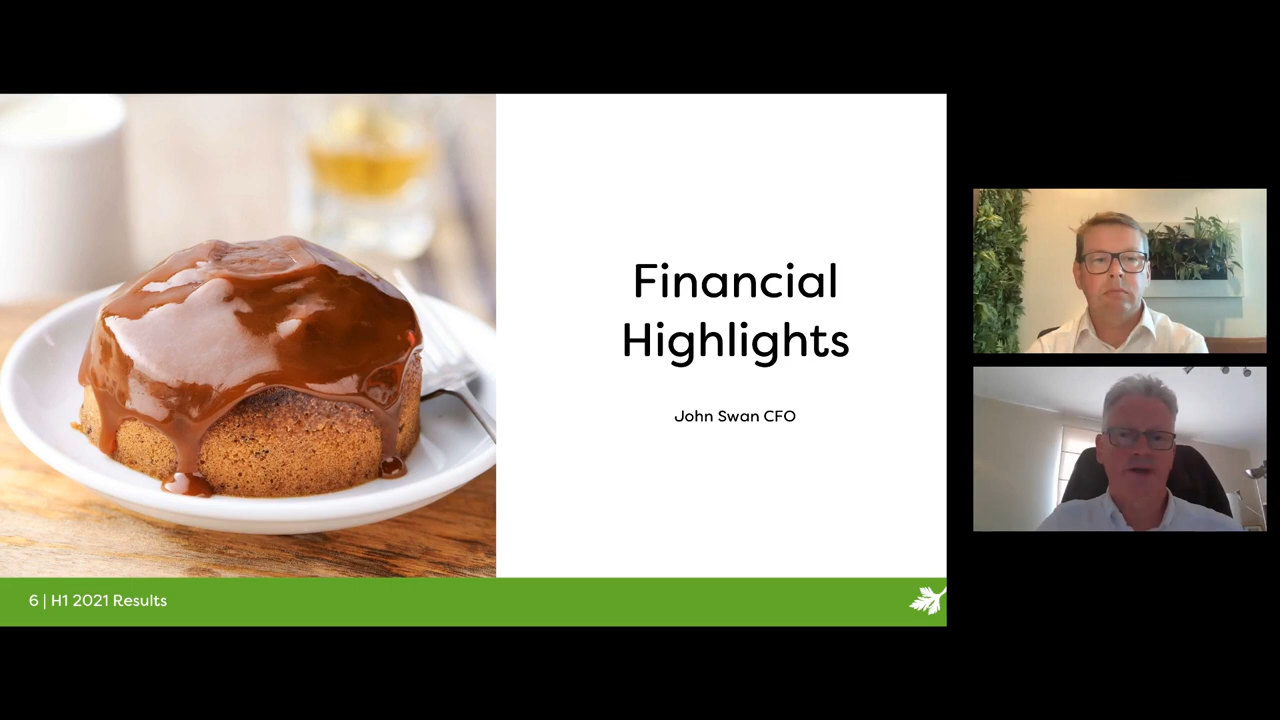 Financial
Highlights
John Swan CFO
6 | H1 2021 Results